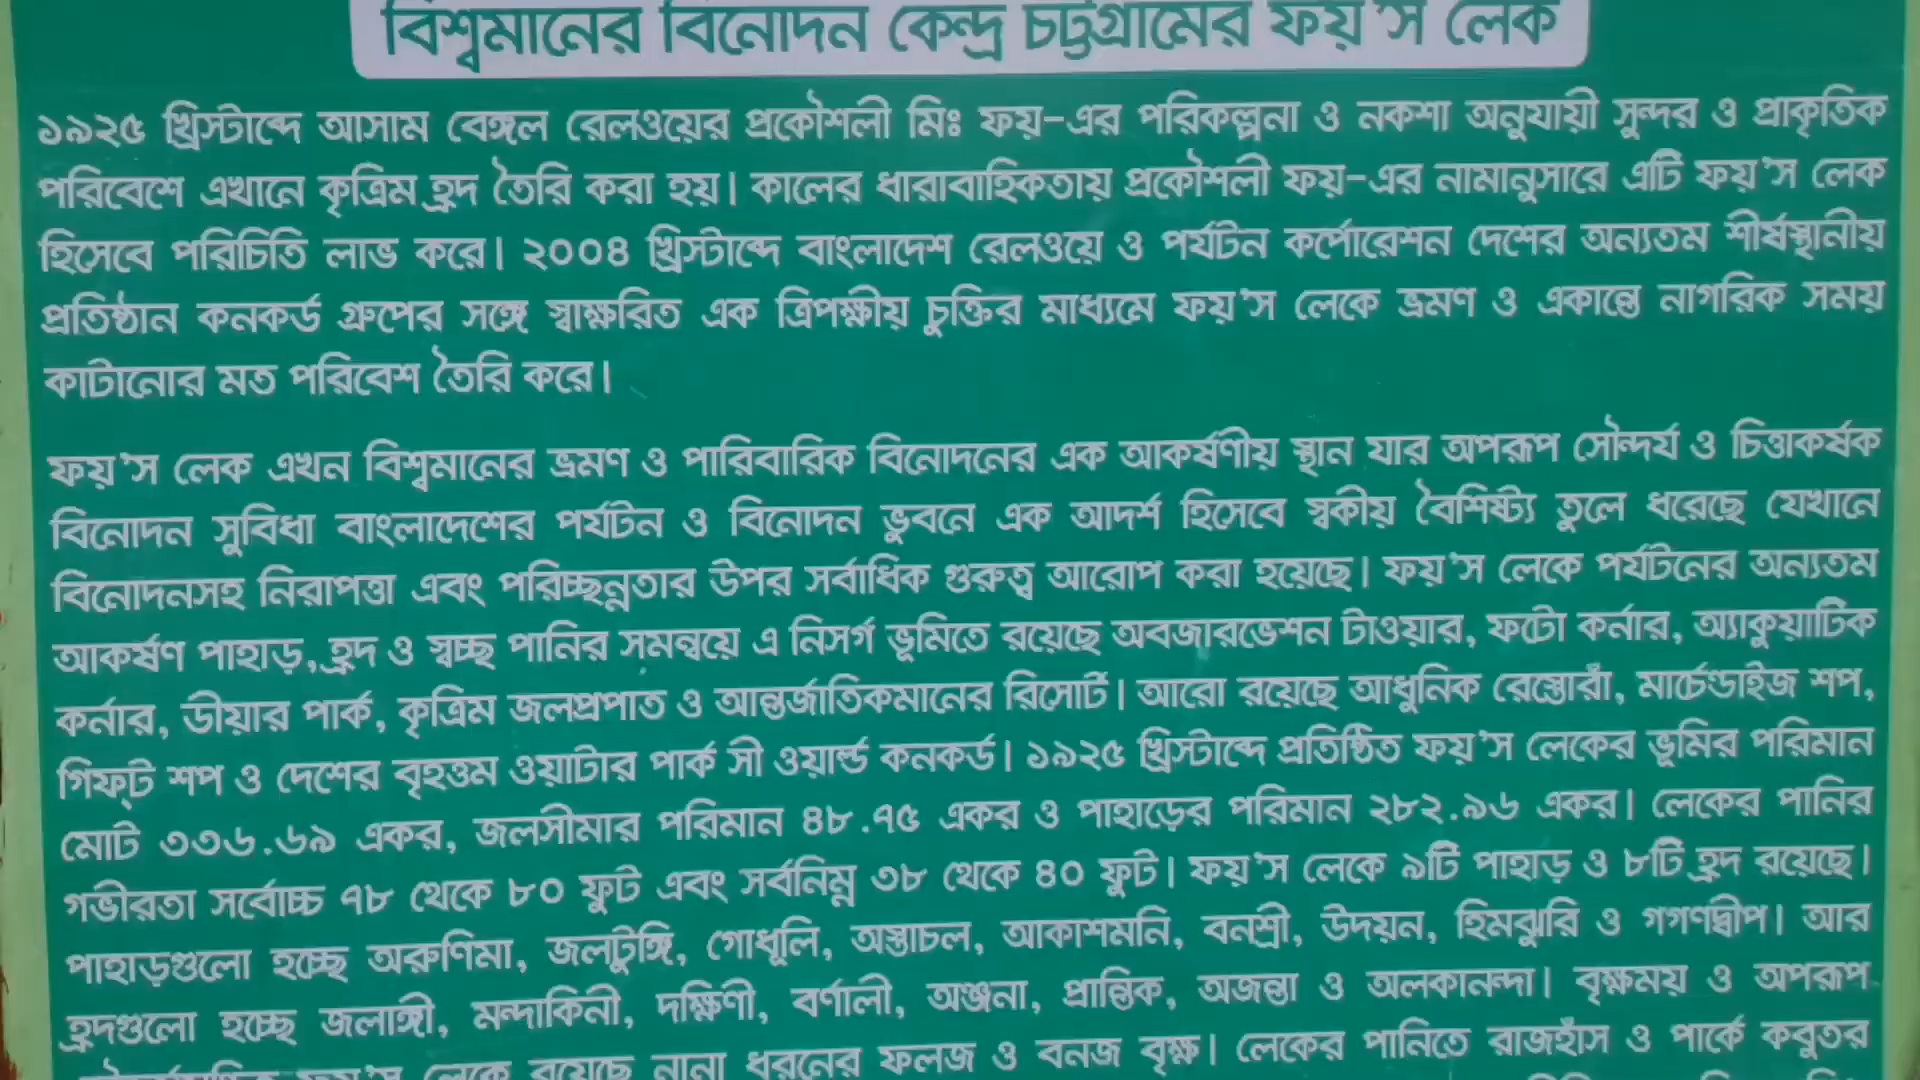 বিশ্বমানের বিনোদন কেন্দ্র চট্টগ্রামের ফয়'স লেক
১৯২৫ খ্রিস্টাব্দে আসাম বেঙ্গল রেলওয়ের প্রকৌশলী মিঃ ফয়-এর পরিকল্পনা ও নকশা অনুযায়ী সুন্দর ও প্রাকৃতিক
পরিবেশে এখানে কৃত্রিম হ্রদ তৈরি করা হয়। কালের ধারাবাহিকতায় প্রকৌশলী ফয়-এর নামানুসারে এটি ফয়'স লেক
হিসেবে পরিচিতি লাভ করে। ২০০৪ খ্রিস্টাব্দে বাংলাদেশ রেলওয়ে ও পর্যটন কর্পোরেশন দেশের অন্যতম শীর্ষস্থানীয়
প্রতিষ্ঠান কনকর্ড গ্রুপের সঙ্গে স্বাক্ষরিত এক ত্রিপক্ষীয় চুক্তির মাধ্যমে ফয়'স লেকে ভ্রমণ ও একান্তে নাগরিক সময়
কাটানোর মত পরিবেশ তৈরি করে।
ফয়'স লেক এখন বিশ্বমানের ভ্রমণ ও পারিবারিক বিনোদনের এক আকর্ষণীয় স্থান যার অপরূপ সৌন্দর্য ও চিত্তাকর্ষক
বিনোদন সুবিধা বাংলাদেশের পর্যটন ও বিনোদন ভুবনে এক আদর্শ হিসেবে স্বকীয় বৈশিষ্ট্য তুলে ধরেছে যেখানে
বিনোদনসহ নিরাপত্তা এবং পরিচ্ছন্নতার উপর সর্বাধিক গুরুত্ব আরোপ করা হয়েছে। ফয়'স লেকে পর্যটনের অন্যতম
আকর্ষণ পাহাড়, হ্রদ ও স্বচ্ছ পানির সমন্বয়ে এ নিসর্গ ভূমিতে রয়েছে অবজারভেশন টাওয়ার, ফটো কর্নার, অ্যাকুয়াটিক
কর্নার, ডীয়ার পার্ক, কৃত্রিম জলপ্রপাত ও আন্তর্জাতিকমানের রিসোর্ট। আরো রয়েছে আধুনিক রেস্তোরাঁ, মার্চেন্ডাইজ শপ,
গিফ্‌ট শপ ও দেশের বৃহত্তম ওয়াটার পার্ক সী ওয়ার্ল্ড কনকর্ড। ১৯২৫ খ্রিস্টাব্দে প্রতিষ্ঠিত ফয়'স লেকের ভূমির পরিমান
মোট ৩৩৬.৬৯ একর, জলসীমার পরিমান ৪৮.৭৫ একর ও পাহাড়ের পরিমান ২৮২.৯৬ একর। লেকের পানির
গভীরতা সর্বোচ্চ ৭৮ থেকে ৮০ ফুট এবং সর্বনিম্ন ৩৮ থেকে ৪০ ফুট। ফয়'স লেকে ৯টি পাহাড় ও ৮টি হ্রদ রয়েছে।
পাহাড়গুলো হচ্ছে অরুণিমা, জলটুঙ্গি, গোধূলি, অস্তাচল, আকাশমনি, বনশ্রী, উদয়ন, হিমঝুরি ও গগণদ্বীপ। আর
হ্রদগুলো হচ্ছে জলাঙ্গী, মন্দাকিনী, দক্ষিণী, বর্ণালী, অঞ্জনা, প্রান্তিক, অজন্তা ও অলকানন্দা। বৃক্ষময় ও অপরূপ
ফয়'স লেকে রয়েছে নানা ধরনের ফলজ ও বনজ বৃক্ষ। লেকের পানিতে রাজহাঁস ও পার্কে কবুতর